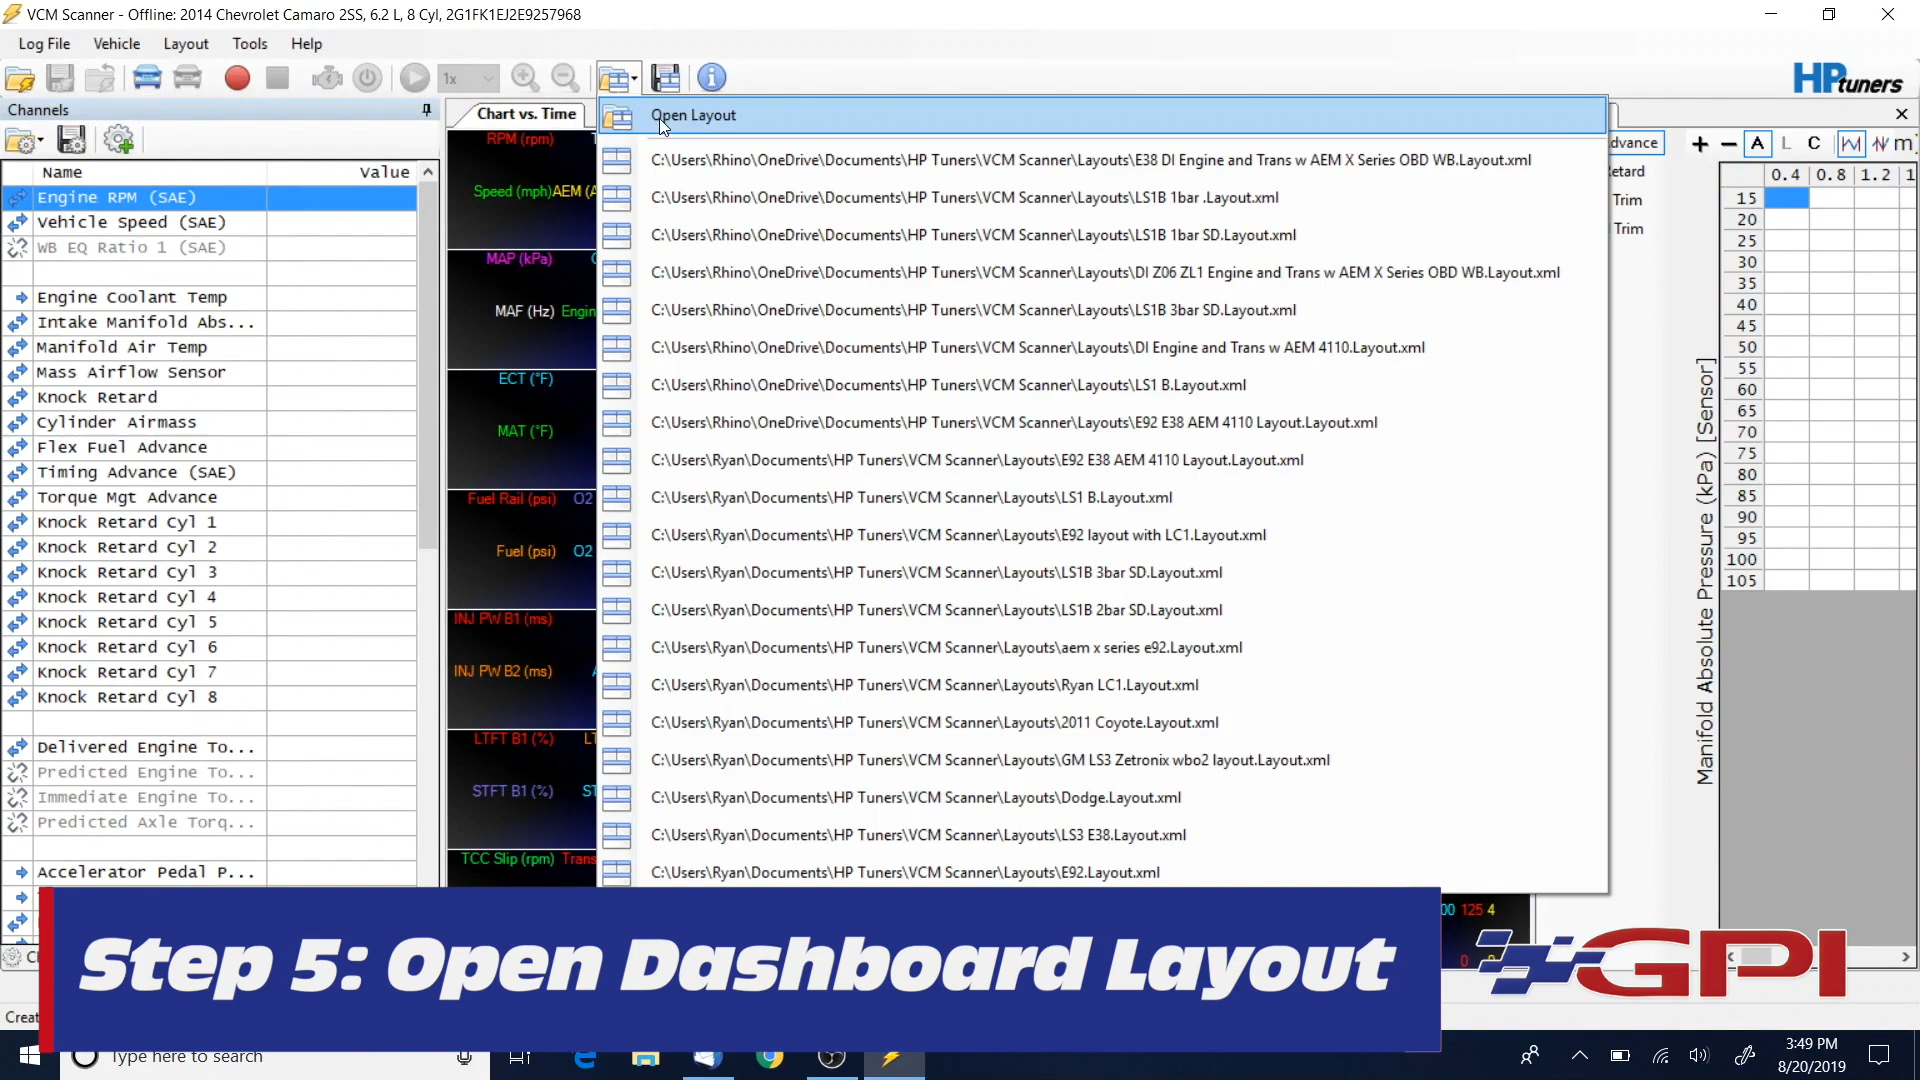 VCM Scanner - Offline: 2014 Chevrolet Camaro 2SS, 6.2 L, 8 Cyl, 2G1FK1EJ2E9257968
Log File Vehicle Layout Tools Help
1x
HPtuners
Channels
Name Value
Engine RPM (SAE)
Vehicle Speed (SAE)
WB EQ Ratio 1 (SAE)
Engine Coolant Temp
Intake Manifold Abs...
Manifold Air Temp
Mass Airflow Sensor
Knock Retard
Cylinder Airmass
Flex Fuel Advance
Timing Advance (SAE)
Torque Mgt Advance
Knock Retard Cyl 1
Knock Retard Cyl 2
Knock Retard Cyl 3
Knock Retard Cyl 4
Knock Retard Cyl 5
Knock Retard Cyl 6
Knock Retard Cyl 7
Knock Retard Cyl 8
Delivered Engine To...
Predicted Engine To...
Immediate Engine To...
Predicted Axle Torq...
Accelerator Pedal P...
Chart vs. Time
RPM (rpm)
Speed (mph) AEM (A
MAP (kPa)
MAF (Hz) Engin
ECT (°F)
MAT (°F)
Fuel Rail (psi) O2
Fuel (psi) O2
INJ PW B1 (ms)
INJ PW B2 (ms)
LTFT B1 (%) LT
STFT B1 (%) ST
TCC Slip (rpm) Trans
Open Layout
C:\Users\Rhino\OneDrive\Documents\HP Tuners\VCM Scanner\Layouts\E38 DI Engine and Trans w AEM X Series OBD WB.Layout.xml
C:\Users\Rhino\OneDrive\Documents\HP Tuners\VCM Scanner\Layouts\LS1B 1bar .Layout.xml
C:\Users\Rhino\OneDrive\Documents\HP Tuners\VCM Scanner\Layouts\LS1B 1bar SD.Layout.xml
C:\Users\Rhino\OneDrive\Documents\HP Tuners\VCM Scanner\Layouts\DI Z06 ZL1 Engine and Trans w AEM X Series OBD WB.Layout.xml
C:\Users\Rhino\OneDrive\Documents\HP Tuners\VCM Scanner\Layouts\LS1B 3bar SD.Layout.xml
C:\Users\Rhino\OneDrive\Documents\HP Tuners\VCM Scanner\Layouts\DI Engine and Trans w AEM 4110.Layout.xml
C:\Users\Rhino\OneDrive\Documents\HP Tuners\VCM Scanner\Layouts\LS1 B.Layout.xml
C:\Users\Rhino\OneDrive\Documents\HP Tuners\VCM Scanner\Layouts\E92 E38 AEM 4110 Layout.Layout.xml
C:\Users\Ryan\Documents\HP Tuners\VCM Scanner\Layouts\E92 E38 AEM 4110 Layout.Layout.xml
C:\Users\Ryan\Documents\HP Tuners\VCM Scanner\Layouts\LS1 B.Layout.xml
C:\Users\Ryan\Documents\HP Tuners\VCM Scanner\Layouts\E92 layout with LC1.Layout.xml
C:\Users\Ryan\Documents\HP Tuners\VCM Scanner\Layouts\LS1B 3bar SD.Layout.xml
C:\Users\Ryan\Documents\HP Tuners\VCM Scanner\Layouts\LS1B 2bar SD.Layout.xml
C:\Users\Ryan\Documents\HP Tuners\VCM Scanner\Layouts\aem x series e92.Layout.xml
C:\Users\Ryan\Documents\HP Tuners\VCM Scanner\Layouts\Ryan LC1.Layout.xml
C:\Users\Ryan\Documents\HP Tuners\VCM Scanner\Layouts\2011 Coyote.Layout.xml
C:\Users\Ryan\Documents\HP Tuners\VCM Scanner\Layouts\GM LS3 Zetronix wbo2 layout.Layout.xml
C:\Users\Ryan\Documents\HP Tuners\VCM Scanner\Layouts\Dodge.Layout.xml
C:\Users\Ryan\Documents\HP Tuners\VCM Scanner\Layouts\LS3 E38.Layout.xml
C:\Users\Ryan\Documents\HP Tuners\VCM Scanner\Layouts\E92.Layout.xml
dvance A L C m
etard
Trim
Trim
0.4 0.8 1.2 1
15
20
25
30
35
40
45
50
55
60
65
70
75
80
85
90
95
100
105
Manifold Absolute Pressure (kPa) [Sensor]
00 125 4
0
Step 5: Open Dashboard Layout
GPI
Creat
Type here to search
3:49 PM
8/20/2019